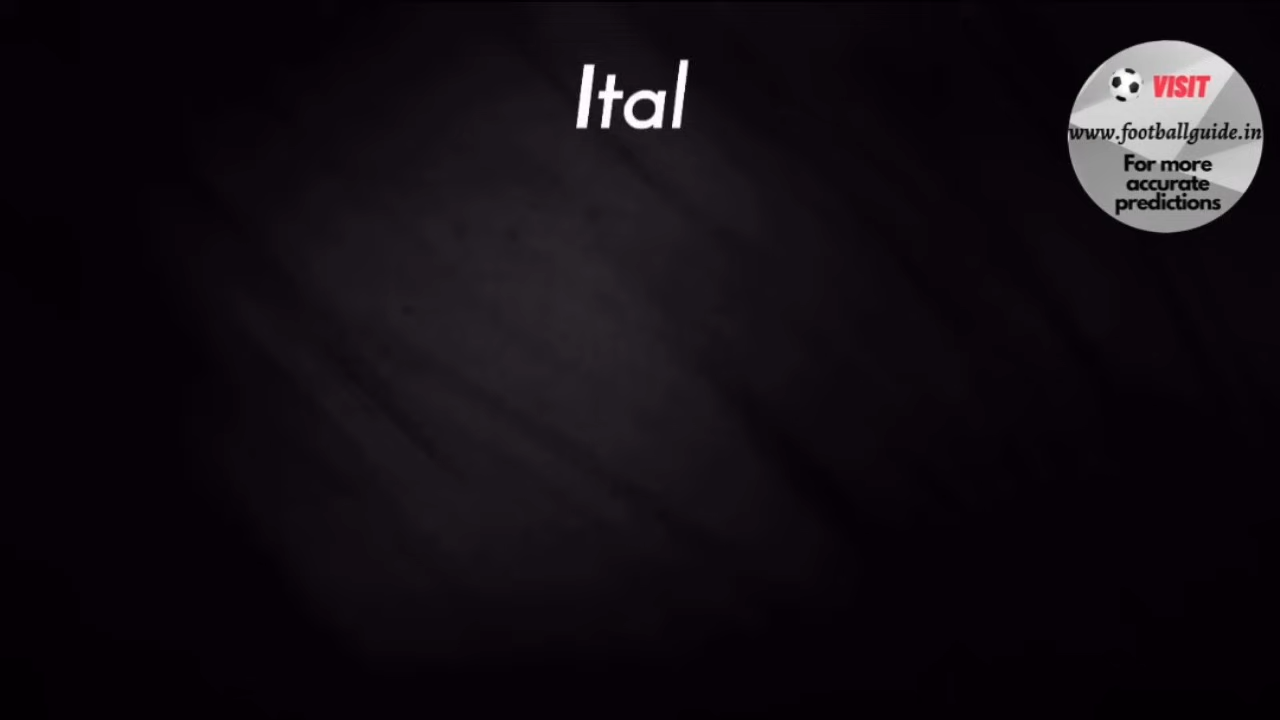 Ital
VISIT
www.footballguide.in
For more
accurate
predictions